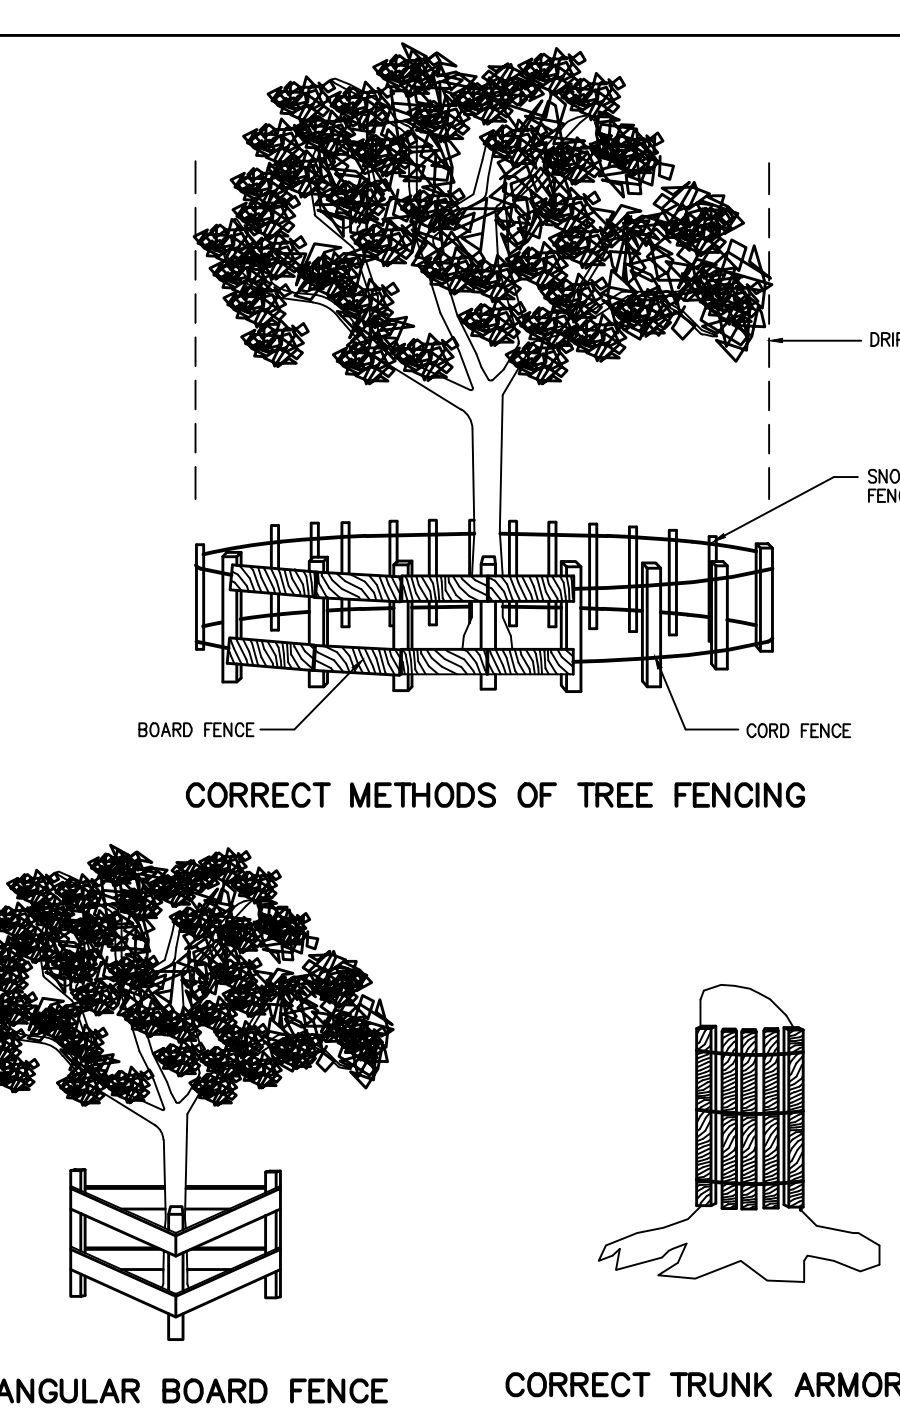 DRIP
SNO
FENC
BOARD FENCE
CORD FENCE
CORRECT METHODS OF TREE FENCING
ANGULAR BOARD FENCE
CORRECT TRUNK ARMOR